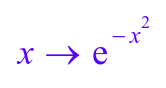 x → e^{-x^2}